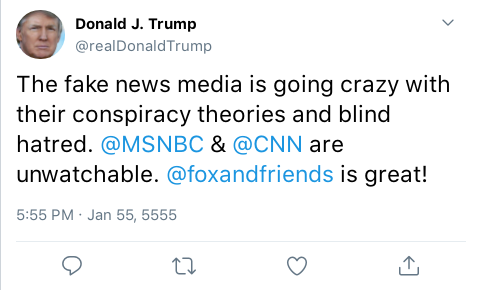 Donald J. Trump
@realDonaldTrump
The fake news media is going crazy with
their conspiracy theories and blind
hatred. @MSNBC & @CNN are
unwatchable. @foxandfriends is great!
5:55 PM · Jan 55, 5555